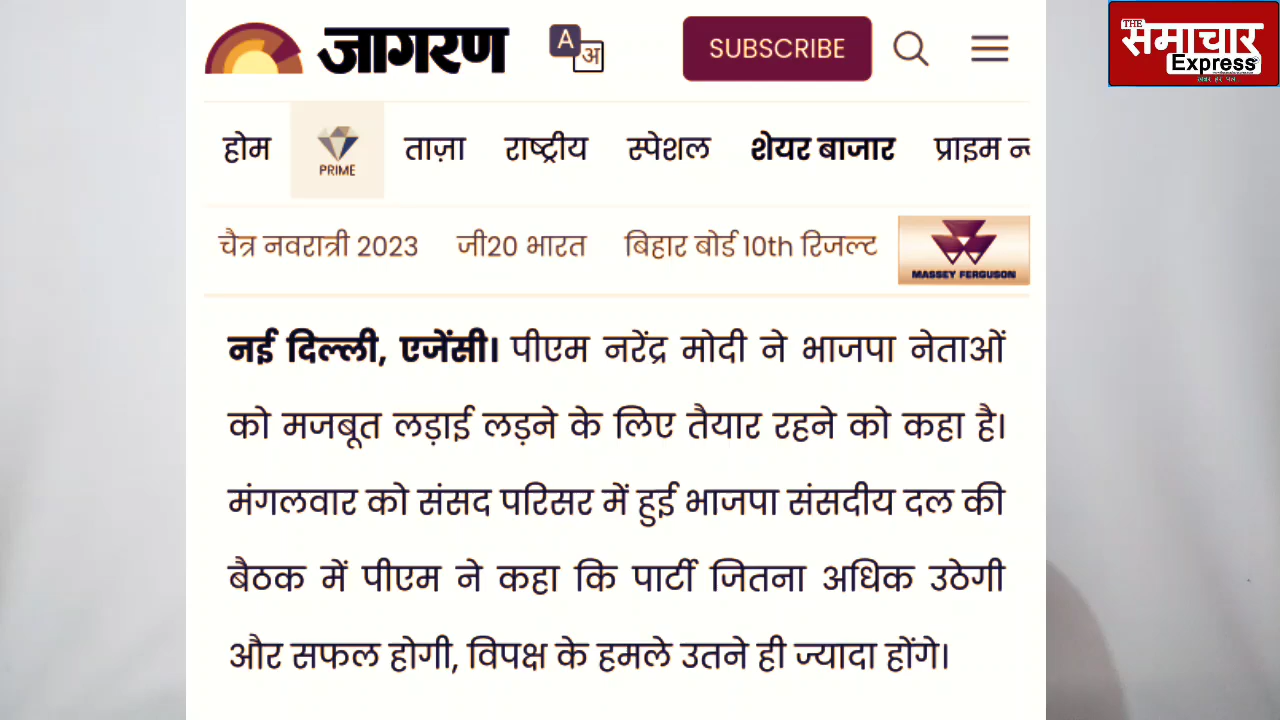 जागरण
A अ
SUBSCRIBE
THE
समाचार
Express
होम
PRIME
ताज़ा
राष्ट्रीय
स्पेशल
शेयर बाजार
प्राइम
चैत्र नवरात्री 2023
जी20 भारत
बिहार बोर्ड 10th रिजल्ट
MASSEY FERGUSON
नई दिल्ली, एजेंसी। पीएम नरेंद्र मोदी ने भाजपा नेताओं
को मजबूत लड़ाई लड़ने के लिए तैयार रहने को कहा है।
मंगलवार को संसद परिसर में हुई भाजपा संसदीय दल की
बैठक में पीएम ने कहा कि पार्टी जितना अधिक उठेगी
और सफल होगी, विपक्ष के हमले उतने ही ज्यादा होंगे।